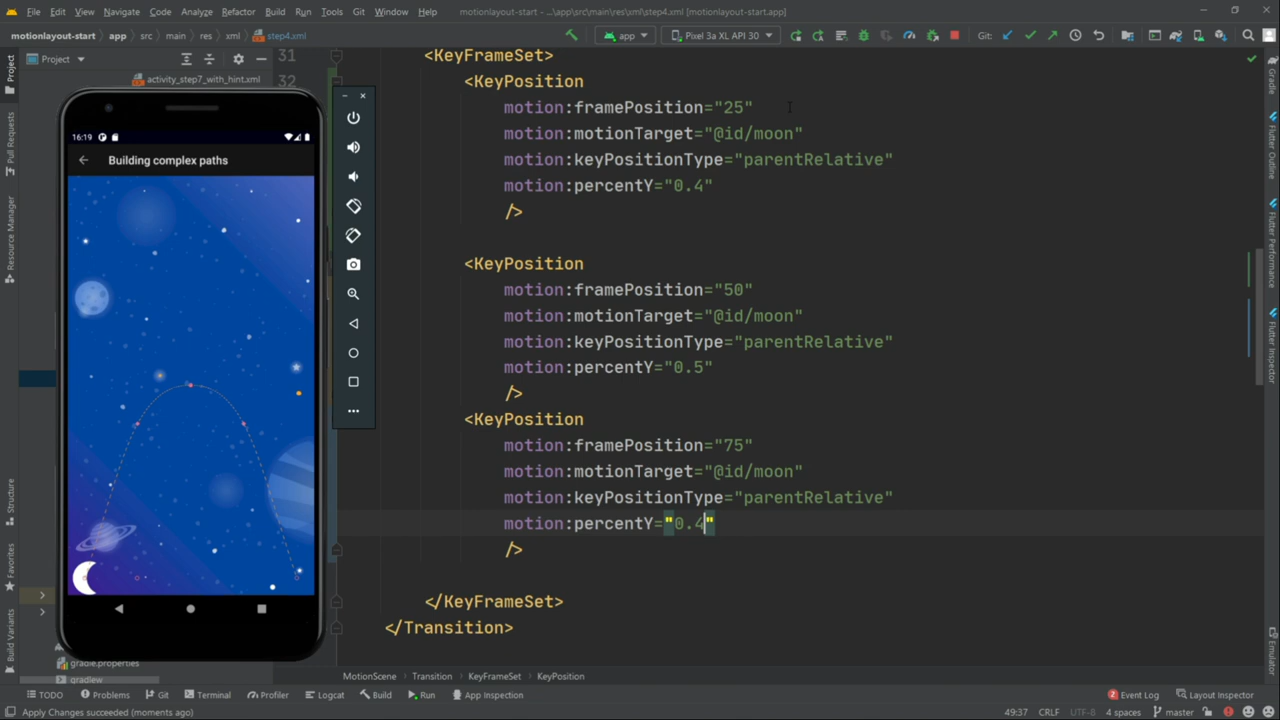 File Edit View Navigate Code Analyze Refactor Build Run Tools Git Window Help motionlayout-start - ...\app\src\main\res\xml\step4.xml [motionlayout-start.app]
motionlayout-start app src main res xml step4.xml app Pixel 3a XL API 30 Git:
Project
activity_step7_with_hint.xml
16:19
Building complex paths
gradle.properties
gradlew
31
32
<KeyFrameSet>
<KeyPosition
motion:framePosition="25"
motion:motionTarget="@id/moon"
motion:keyPositionType="parentRelative"
motion:percentY="0.4"
/>
<KeyPosition
motion:framePosition="50"
motion:motionTarget="@id/moon"
motion:keyPositionType="parentRelative"
motion:percentY="0.5"
/>
<KeyPosition
motion:framePosition="75"
motion:motionTarget="@id/moon"
motion:keyPositionType="parentRelative"
motion:percentY="0.4"
/>
</KeyFrameSet>
</Transition>
MotionScene Transition KeyFrameSet KeyPosition
Project
Pull Requests
Resource Manager
Structure
Favorites
Build Variants
Gradle
Flutter Outline
Flutter Performance
Flutter Inspector
Emulator
TODO Problems Git Terminal Profiler Logcat Build Run App Inspection 2 Event Log Layout Inspector
Apply Changes succeeded (moments ago) 49:37 CRLF UTF-8 4 spaces master